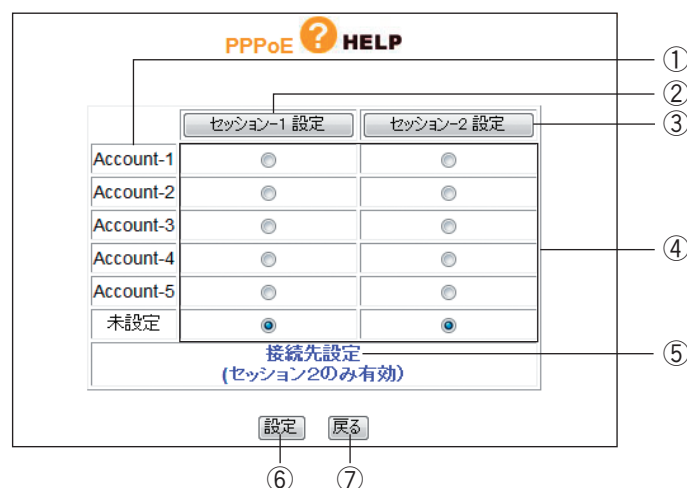 PPPoE ? HELP
①
②
セッション-1 設定 セッション-2 設定 ③
Account-1
Account-2
Account-3
Account-4 ④
Account-5
未設定
接続先設定 ⑤
(セッション2のみ有効)
設定 戻る
⑥ ⑦